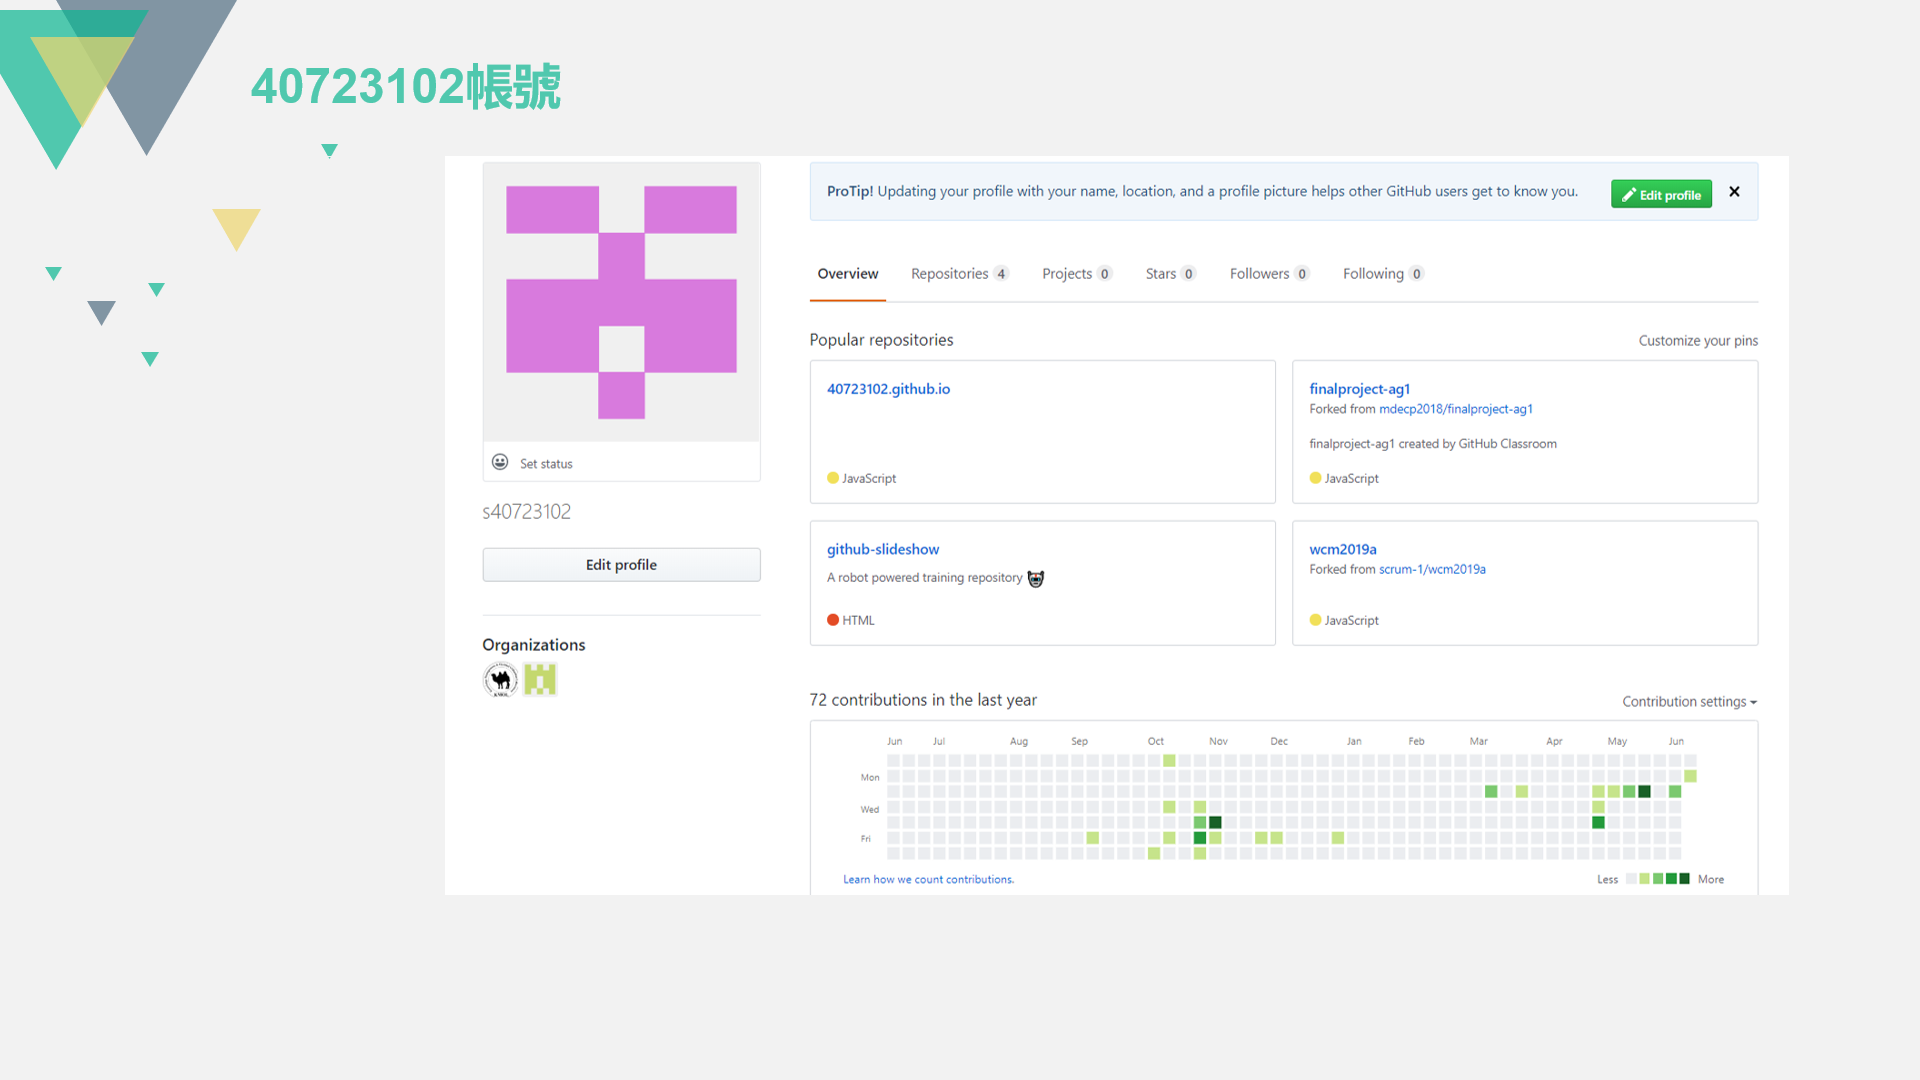 40723102帳號
ProTip! Updating your profile with your name, location, and a profile picture helps other GitHub users get to know you.
Edit profile
Overview
Repositories 4
Projects 0
Stars 0
Followers 0
Following 0
Set status
s40723102
Edit profile
Organizations
Popular repositories
Customize your pins
40723102.github.io
JavaScript
finalproject-ag1
Forked from mdecp2018/finalproject-ag1
finalproject-ag1 created by GitHub Classroom
JavaScript
github-slideshow
A robot powered training repository
HTML
wcm2019a
Forked from scrum-1/wcm2019a
JavaScript
72 contributions in the last year
Contribution settings
Jun Jul Aug Sep Oct Nov Dec Jan Feb Mar Apr May Jun
Mon
Wed
Fri
Learn how we count contributions.
Less More